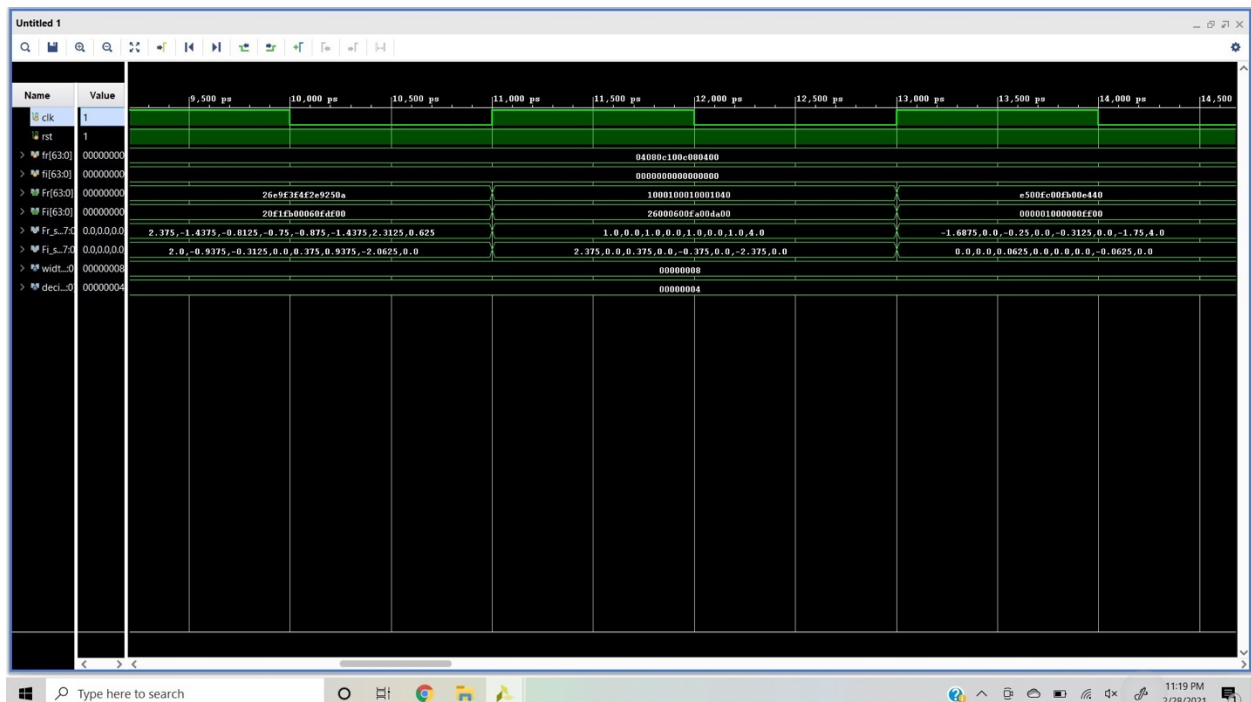 Untitled 1
Name Value
9,500 ps 10,000 ps 10,500 ps 11,000 ps 11,500 ps 12,000 ps 12,500 ps 13,000 ps 13,500 ps 14,000 ps 14,500
clk 1
rst 1
fr[63:0] 00000000 04080c100c080400
fi[63:0] 00000000 0000000000000000
Fr[63:0] 00000000 26e9f3f4f2e9250a 1000100010001040 e500fc00fb00e440
Fi[63:0] 00000000 20f1fb00060fdf00 26000600fa00da00 000001000000ff00
Fr_s...7:0 0.0,0.0,0.0 2.375,-1.4375,-0.8125,-0.75,-0.875,-1.4375,2.3125,0.625 1.0,0.0,1.0,0.0,1.0,0.0,1.0,4.0 -1.6875,0.0,-0.25,0.0,-0.3125,0.0,-1.75,4.0
Fi_s...7:0 0.0,0.0,0.0 2.0,-0.9375,-0.3125,0.0,0.375,0.9375,-2.0625,0.0 2.375,0.0,0.375,0.0,-0.375,0.0,-2.375,0.0 0.0,0.0,0.0625,0.0,0.0,0.0,-0.0625,0.0
widt...:0 00000008 00000008
deci...:0 00000004 00000004
Type here to search
11:19 PM
2/28/2021